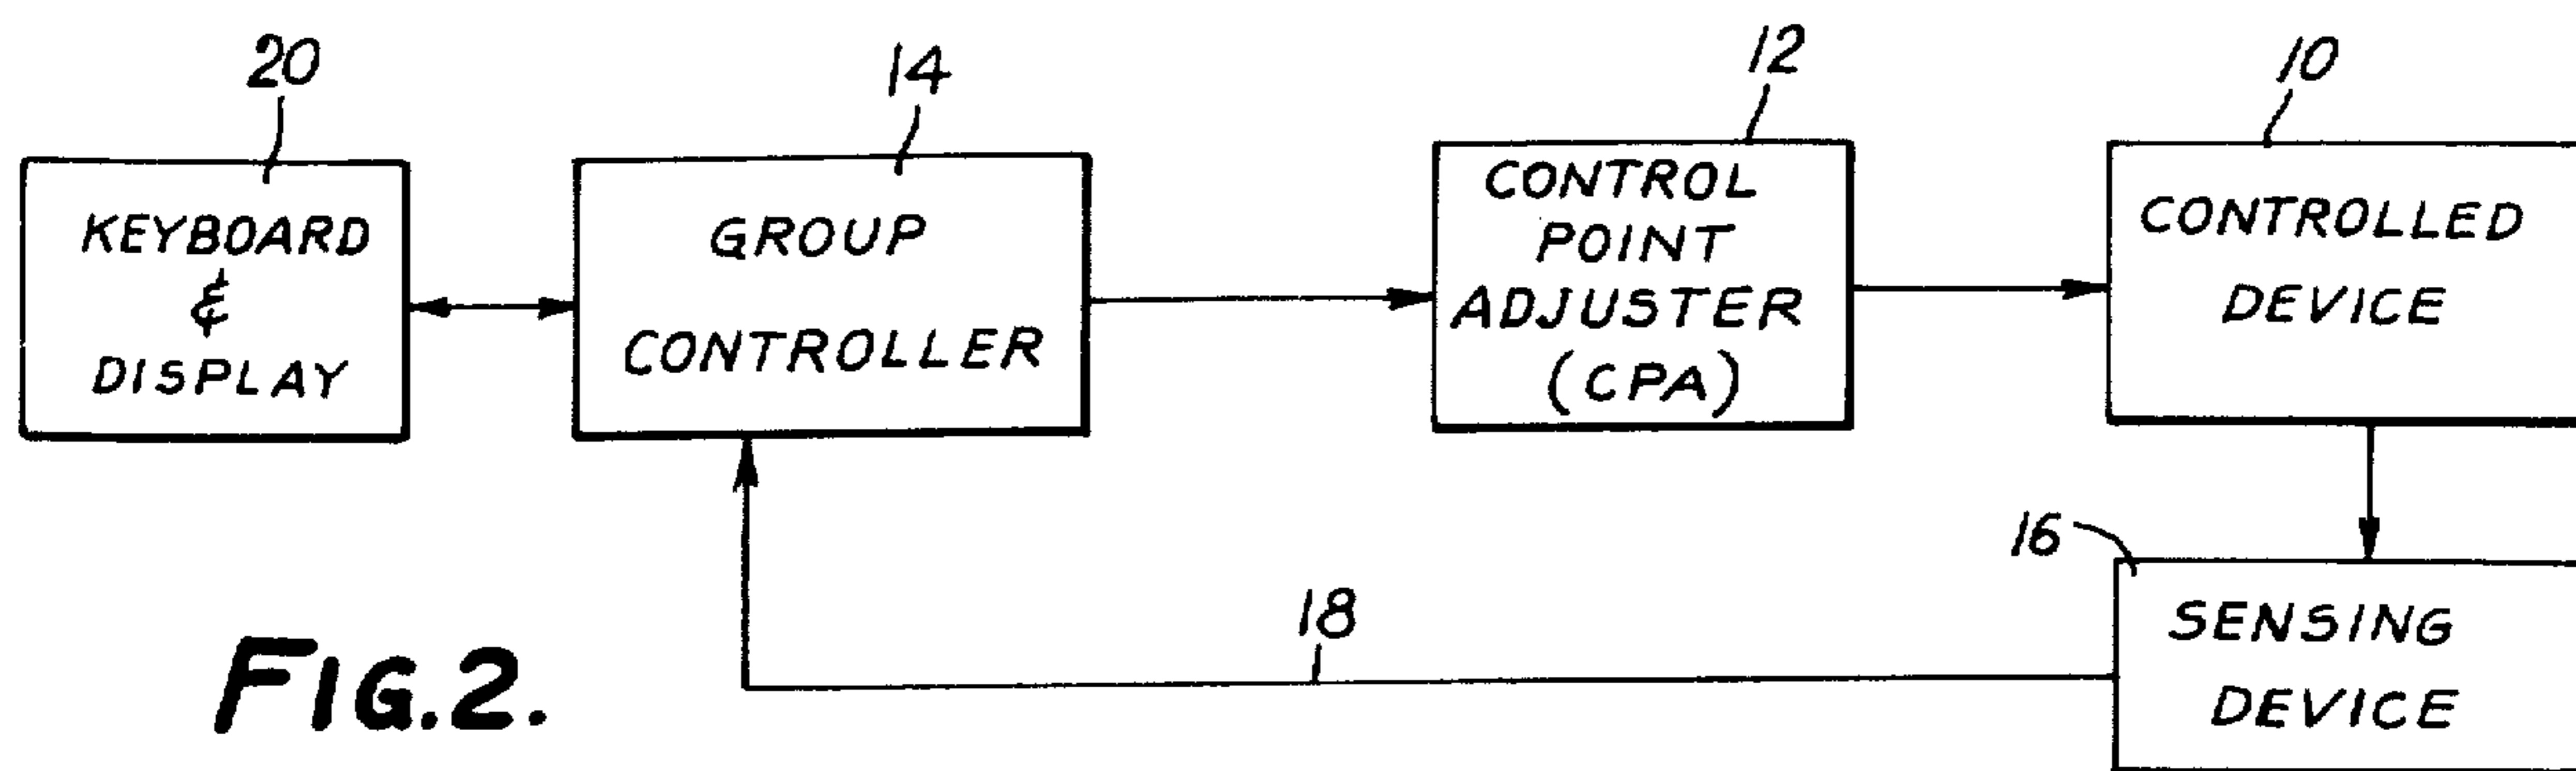 20
14
12
10
KEYBOARD
&
DISPLAY
GROUP
CONTROLLER
CONTROL
POINT
ADJUSTER
(CPA)
CONTROLLED
DEVICE
16
SENSING
DEVICE
18
FIG.2.